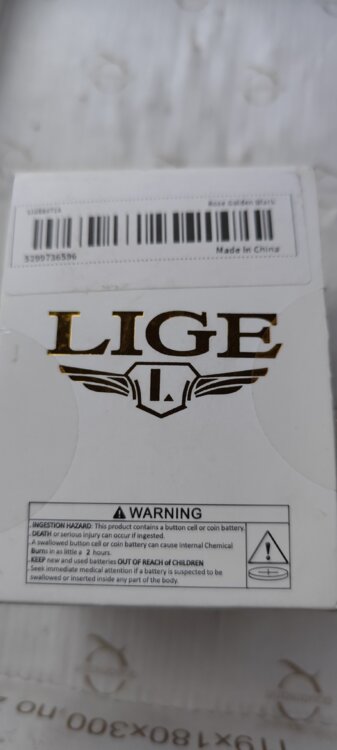 Rose Golden Black
Made In China
3299736596
LIGE
L
WARNING
INGESTION HAZARD: This product contains a button cell or coin battery.
DEATH or serious injury can occur if ingested.
A swallowed button cell or coin battery can cause Internal Chemical
Burns in as little a 2 hours.
KEEP new and used batteries OUT OF REACH of CHILDREN
Seek immediate medical attention if a battery is suspected to be
swallowed or inserted inside any part of the body.
119x180x300.no